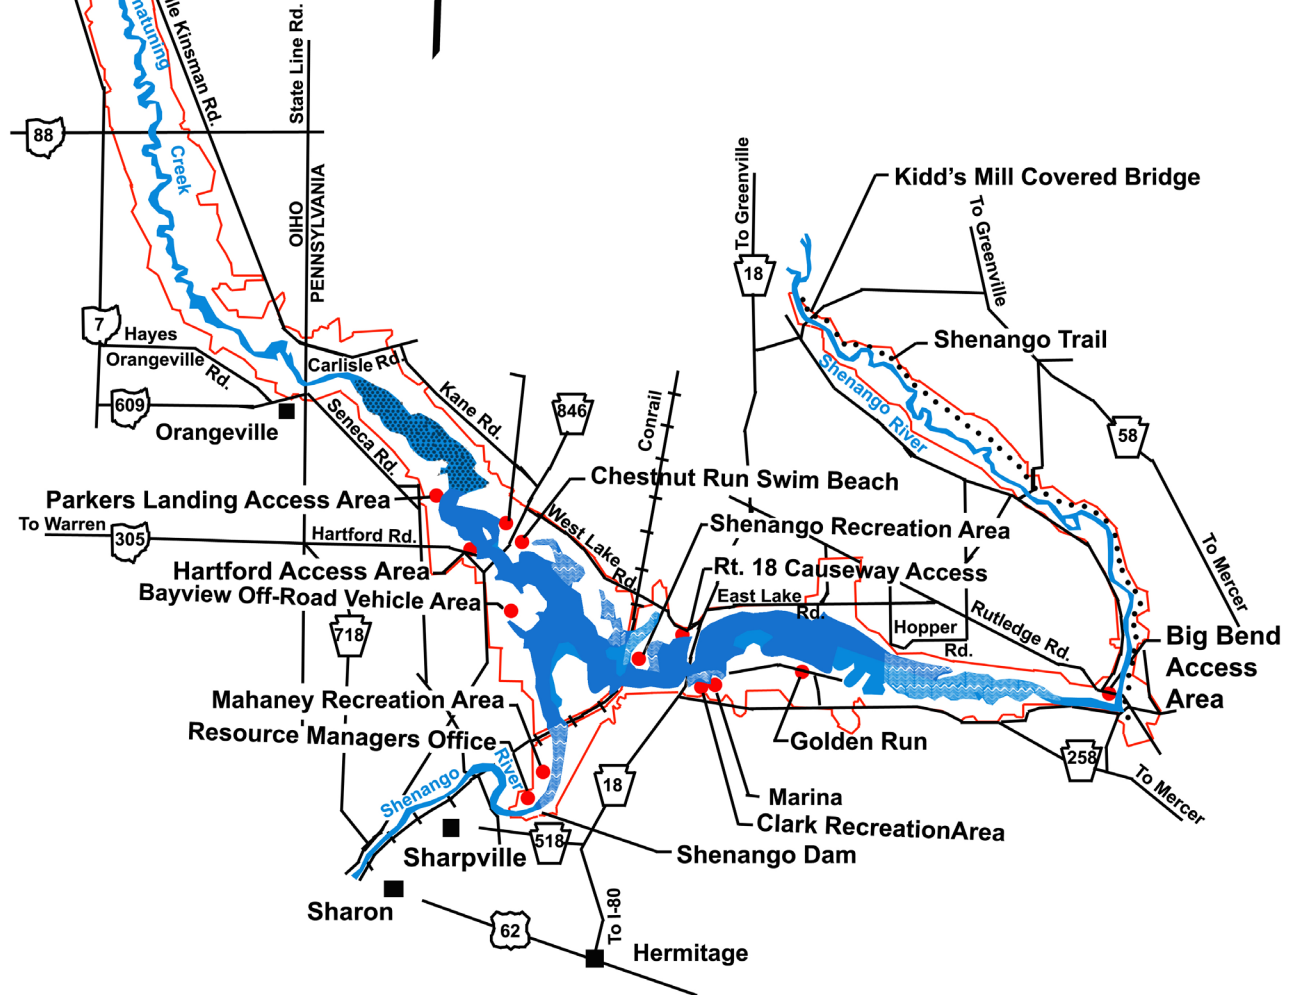 matuning
Creek
le Kinsman Rd.
State Line Rd.
88
OIHO
PENNSYLVANIA
To Greenville
18
Kidd's Mill Covered Bridge
To Greenville
7
Hayes
Orangeville
Rd.
609
Orangeville
Carlisle Rd.
Kane Rd.
Seneca Rd.
846
Conrail
Shenango Trail
Shenango River
58
To Mercer
Parkers Landing Access Area
Chestnut Run Swim Beach
To Warren
305
Hartford Rd.
West Lake
Rd.
Shenango Recreation Area
Hartford Access Area
Rt. 18 Causeway Access
Bayview Off-Road Vehicle Area
East Lake
Rd.
Rutledge Rd.
Hopper
Rd.
718
Big Bend
Access
Area
Mahaney Recreation Area
Resource Managers Office
Golden Run
258
To Mercer
Shenango
River
18
Marina
Clark RecreationArea
518
Sharpville
Shenango Dam
Sharon
62
To I-80
Hermitage